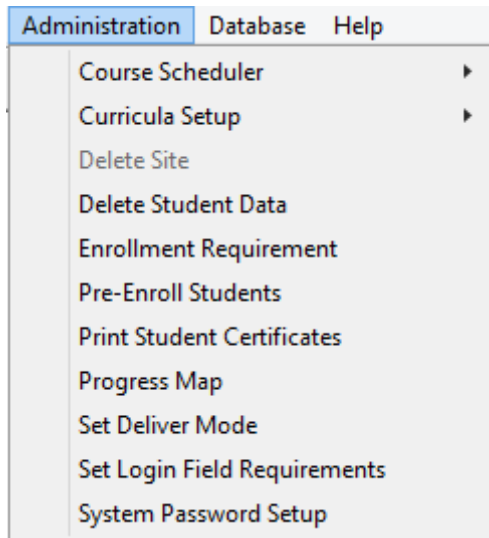 Administration Database Help
Course Scheduler
Curricula Setup
Delete Site
Delete Student Data
Enrollment Requirement
Pre-Enroll Students
Print Student Certificates
Progress Map
Set Deliver Mode
Set Login Field Requirements
System Password Setup